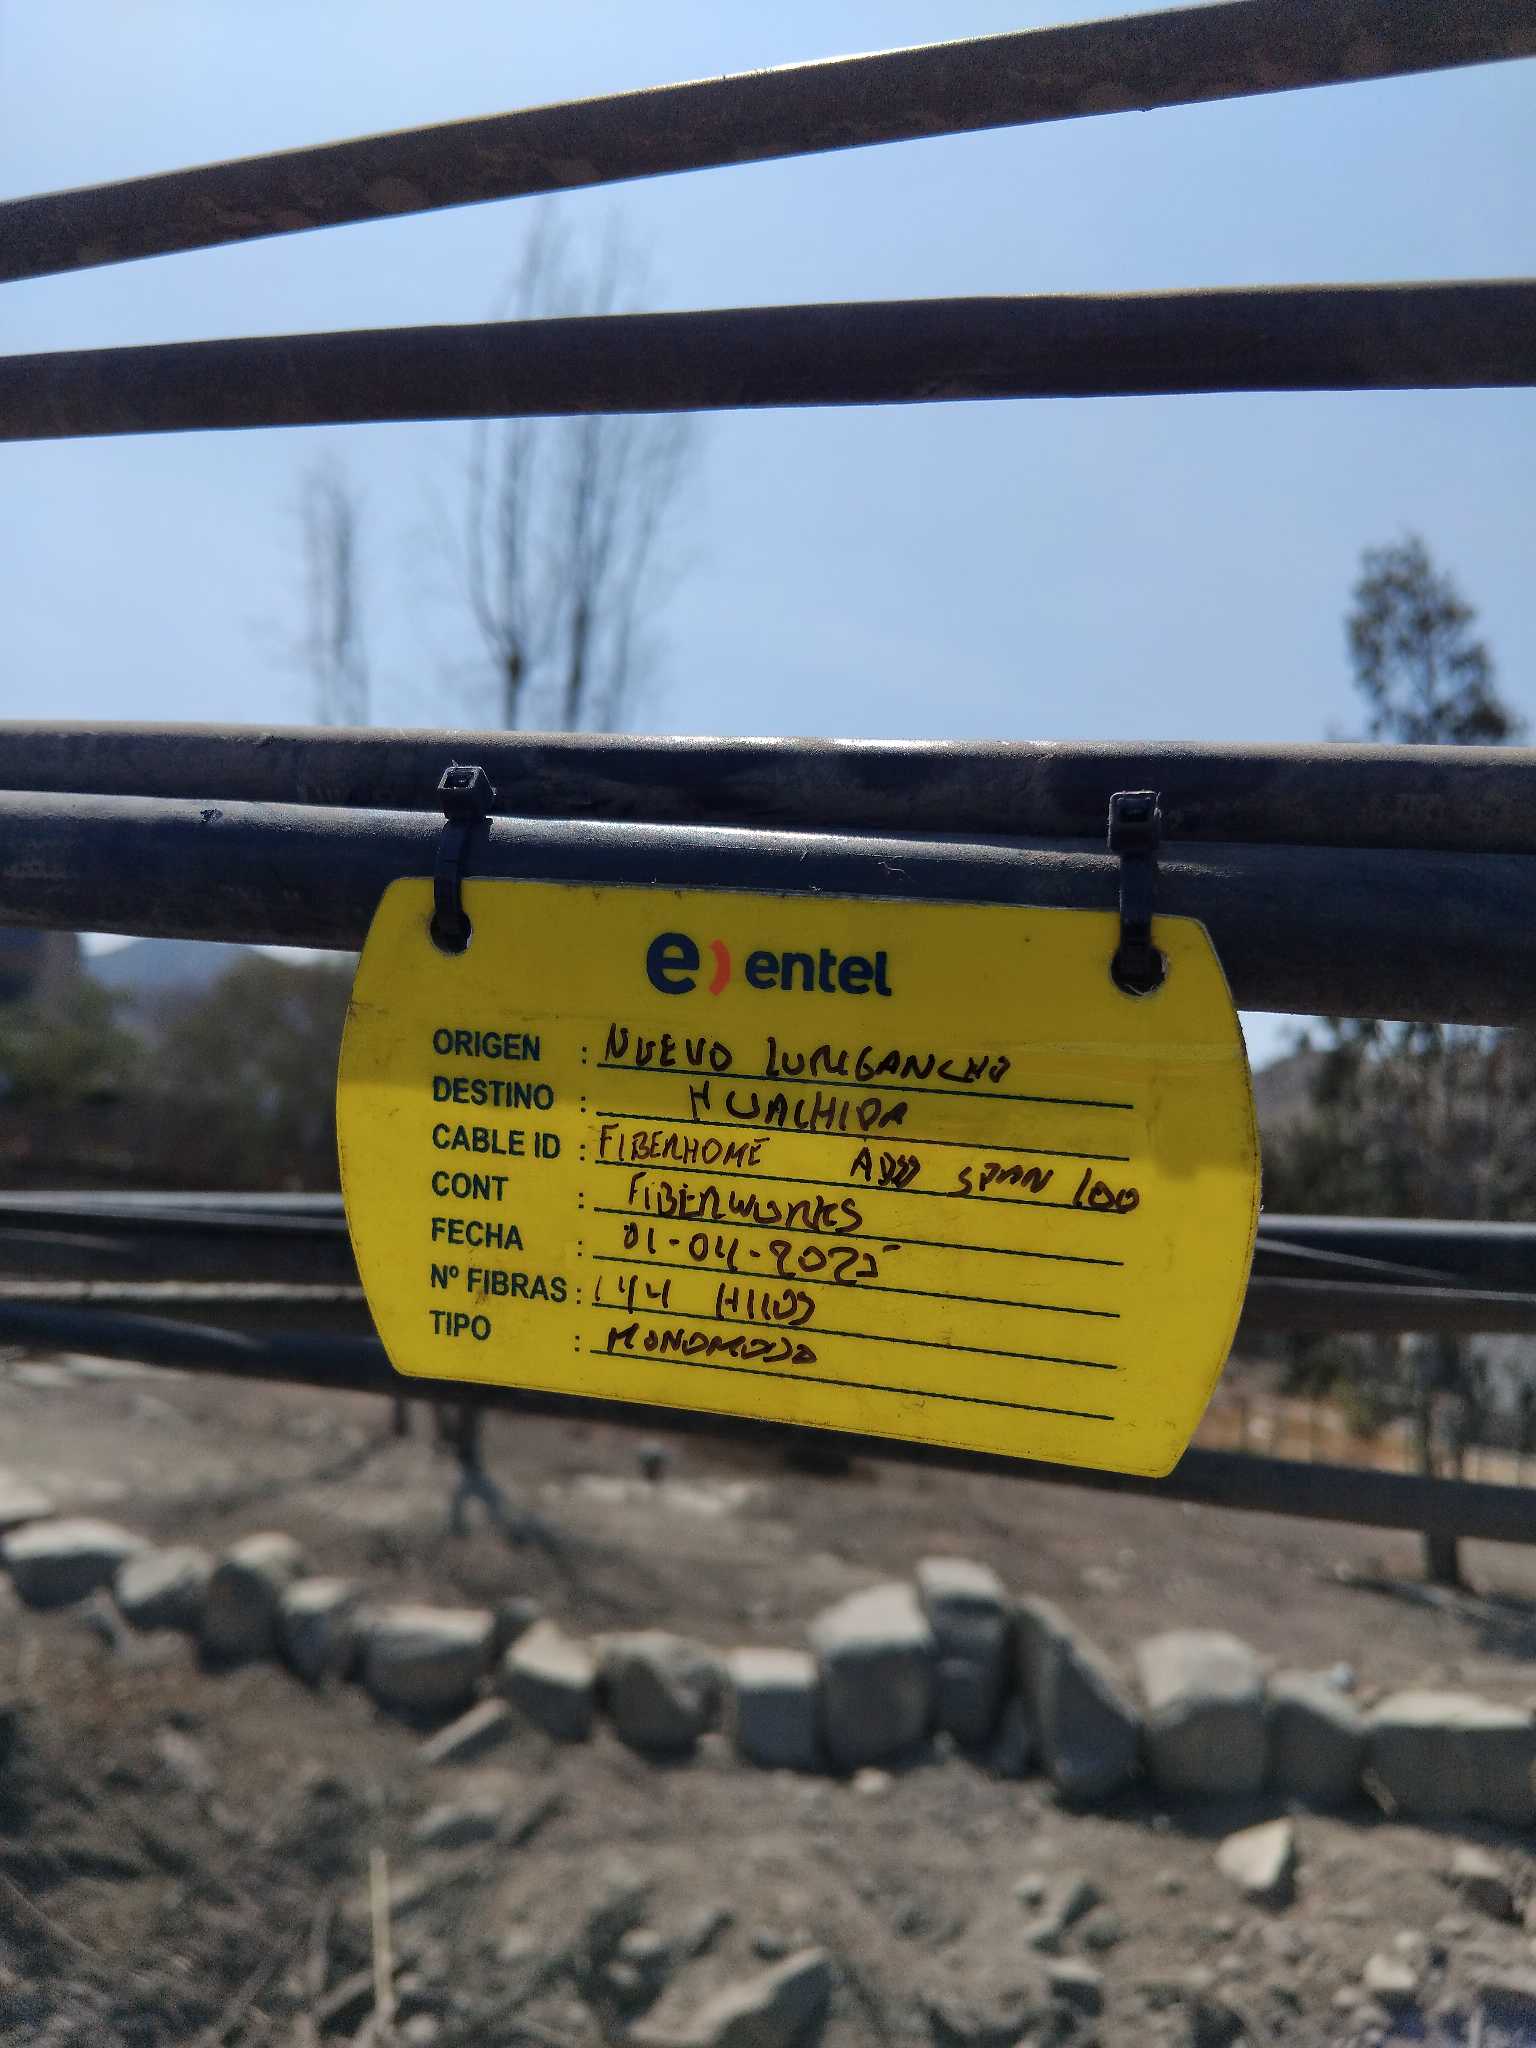 e) entel
ORIGEN : NUEVO LURIGANCHO
DESTINO : HUACHIPA
CABLE ID : FIBERHOME ADSS SPAN 100
CONT : FIBERWORKS
FECHA : 01-04-2025
Nº FIBRAS : 144 HILOS
TIPO : MONOMODO